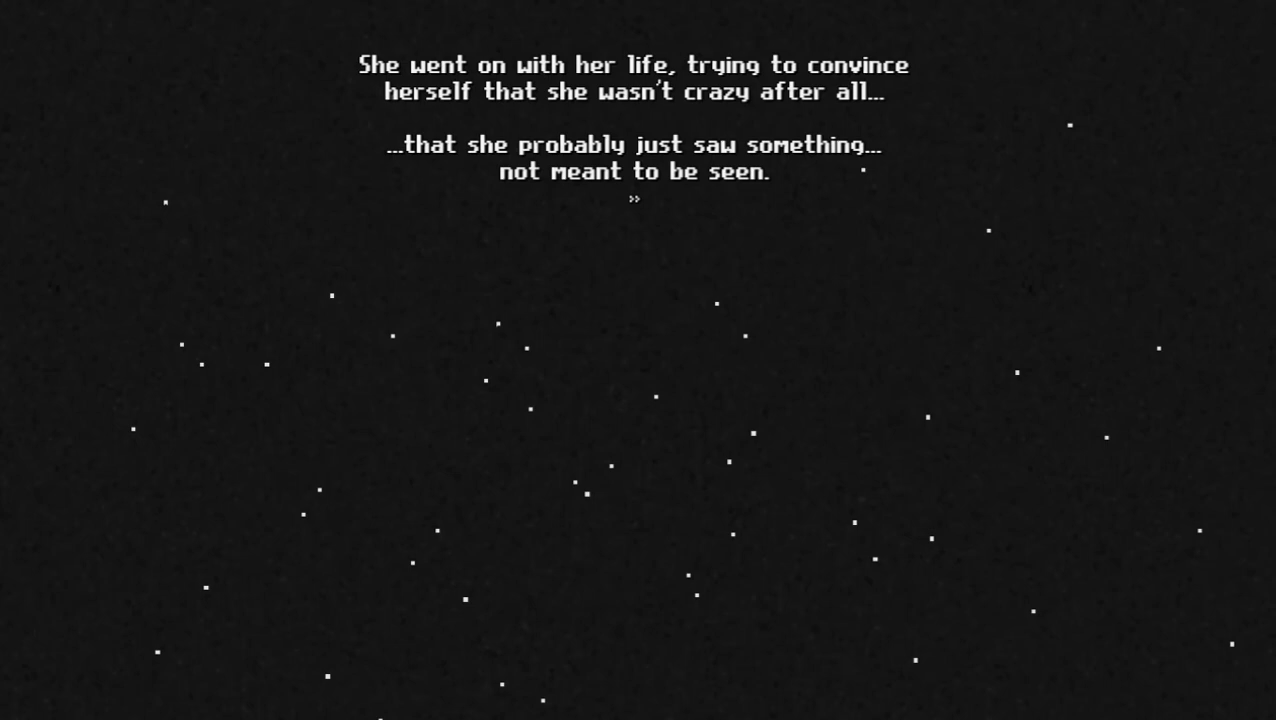 She went on with her life, trying to convince
herself that she wasn't crazy after all...
...that she probably just saw something...
not meant to be seen.
»